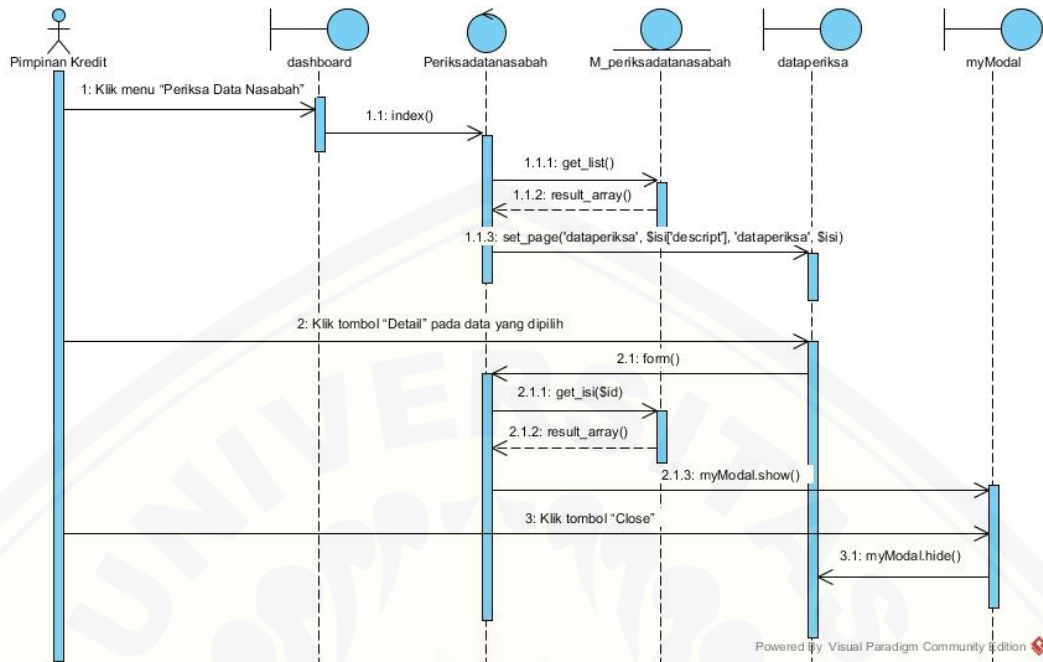 Pimpinan Kredit
dashboard
Periksadatanasabah
M_periksadatanasabah
dataperiksa
myModal
1: Klik menu “Periksa Data Nasabah”
1.1: index()
1.1.1: get_list()
1.1.2: result_array()
1.1.3: set_page('dataperiksa', $isi['descript'], 'dataperiksa', $isi)
2: Klik tombol “Detail” pada data yang dipilih
2.1: form()
2.1.1: get_isi($id)
2.1.2: result_array()
2.1.3: myModal.show()
3: Klik tombol “Close”
3.1: myModal.hide()
UNIVERSITAS
Powered By Visual Paradigm Community Edition